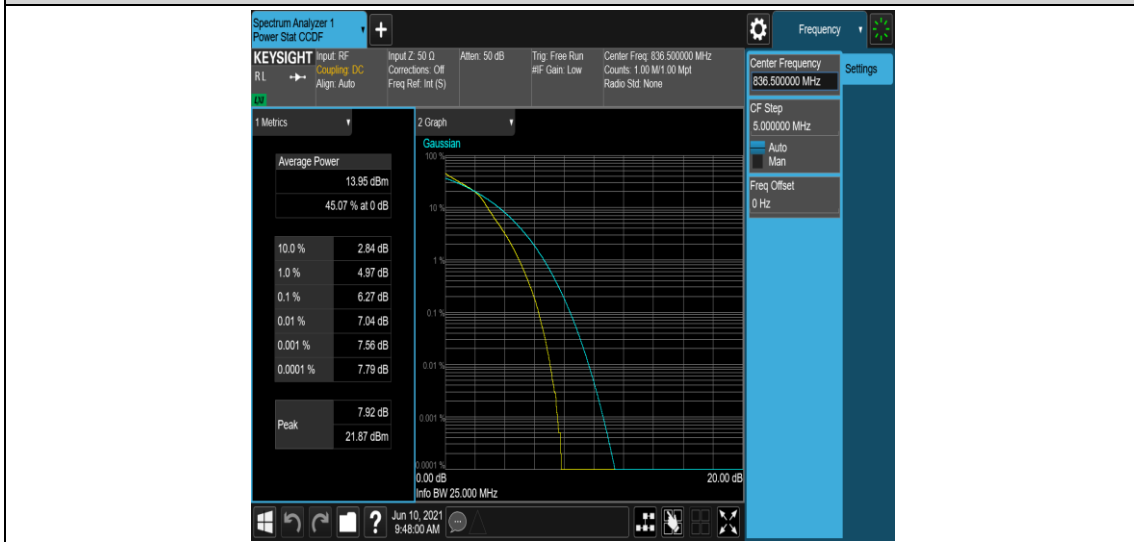 Spectrum Analyzer 1
Power Stat CCDF
+
Frequency
KEYSIGHT
RL
LXI
Input: RF
Coupling: DC
Align: Auto
Input Z: 50 Ω
Corrections: Off
Freq Ref: Int (S)
Atten: 50 dB
Trig: Free Run
#IF Gain: Low
Center Freq: 836.500000 MHz
Counts: 1.00 M/1.00 Mpt
Radio Std: None
Center Frequency
836.500000 MHz
Settings
CF Step
5.000000 MHz
Auto
Man
Freq Offset
0 Hz
1 Metrics
Average Power
13.95 dBm
45.07 % at 0 dB
10.0 % 2.84 dB
1.0 % 4.97 dB
0.1 % 6.27 dB
0.01 % 7.04 dB
0.001 % 7.56 dB
0.0001 % 7.79 dB
Peak
7.92 dB
21.87 dBm
2 Graph
Gaussian
100 %
10 %
1 %
0.1 %
0.01 %
0.001 %
0.0001 %
0.00 dB 20.00 dB
Info BW 25.000 MHz
?
Jun 10, 2021
9:48:00 AM